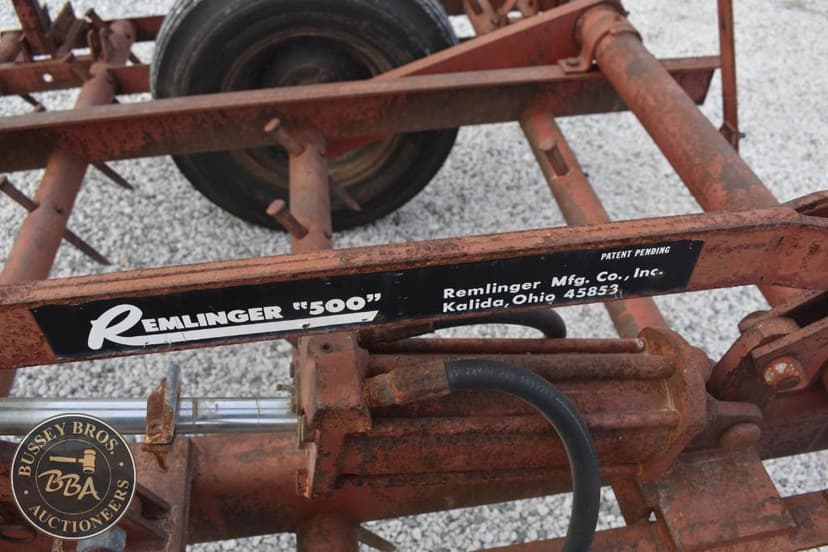 PATENT PENDING
REMLINGER "500"
Remlinger Mfg. Co., Inc.
Kalida, Ohio 45853
BUSSEY BROS.
BBA
AUCTIONEERS